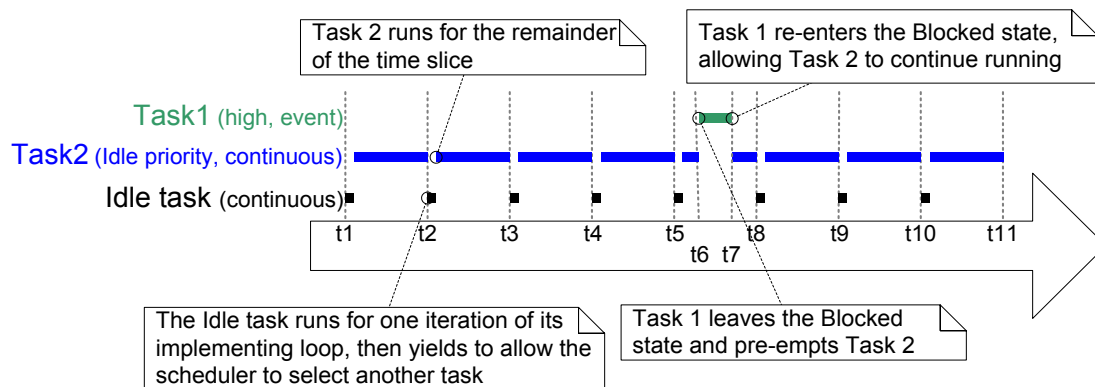 Task 2 runs for the remainder
of the time slice
Task 1 re-enters the Blocked state,
allowing Task 2 to continue running
Task1 (high, event)
Task2 (Idle priority, continuous)
Idle task (continuous)
t1 t2 t3 t4 t5 t8 t9 t10 t11
t6 t7
The Idle task runs for one iteration of its
implementing loop, then yields to allow the
scheduler to select another task
Task 1 leaves the Blocked
state and pre-empts Task 2